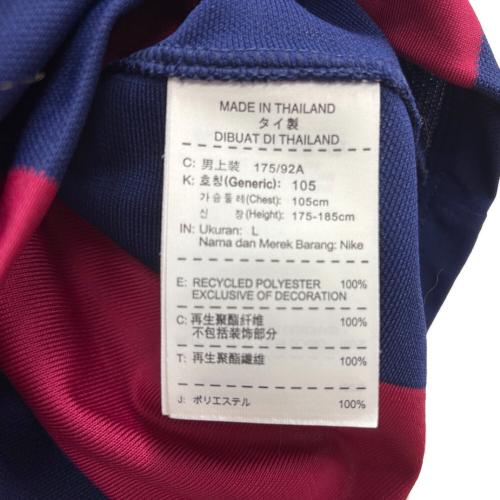 MADE IN THAILAND
タイ製
DIBUAT DI THAILAND
C: 男上装 175/92A
K: 호칭(Generic): 105
가슴둘레(Chest): 105cm
신 장(Height): 175-185cm
IN: Ukuran: L
Nama dan Merek Barang: Nike
E: RECYCLED POLYESTER 100%
EXCLUSIVE OF DECORATION
C: 再生聚酯纤维 100%
不包括装饰部分
T: 再生聚酯纖維 100%
J: ポリエステル 100%